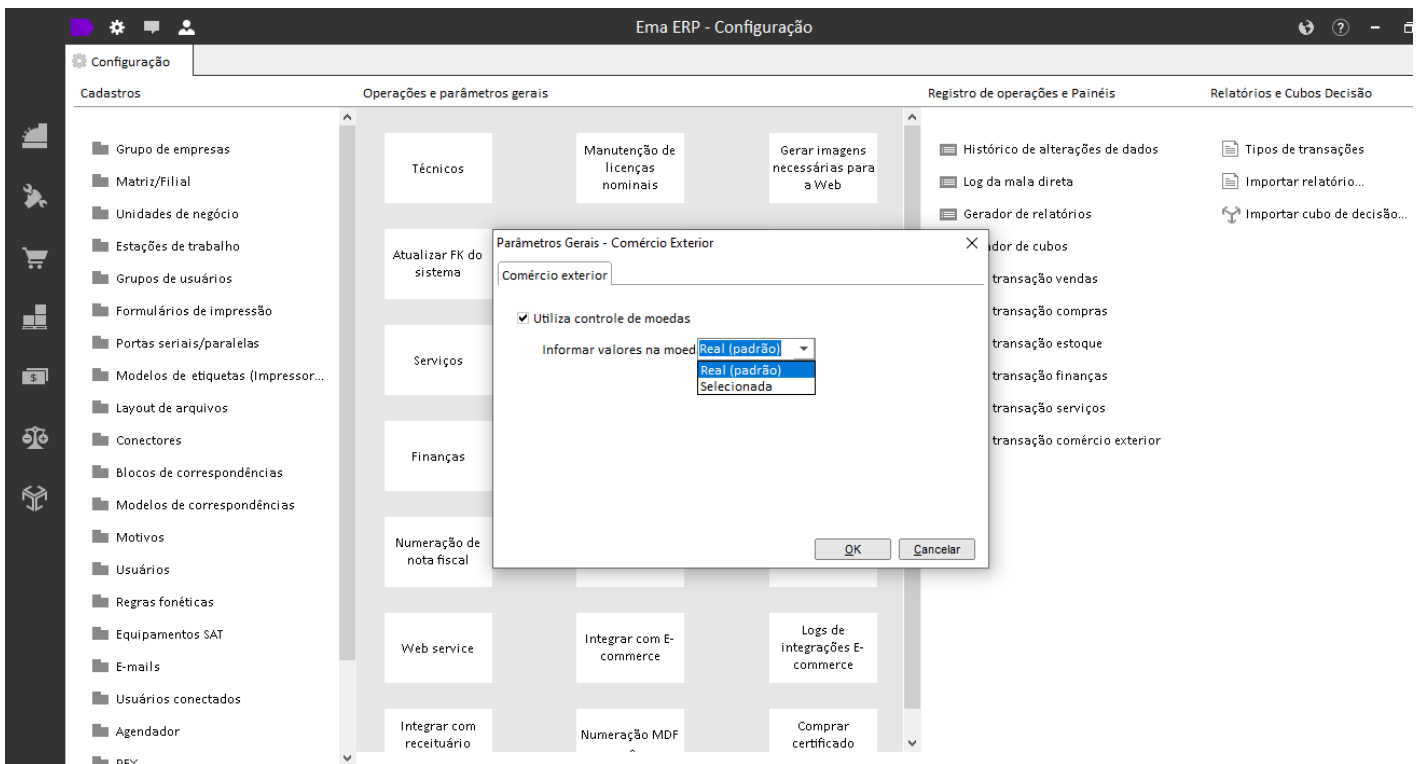 Ema ERP - Configuração
?
Configuração
Cadastros
Operações e parâmetros gerais
Registro de operações e Painéis
Relatórios e Cubos Decisão
Grupo de empresas
Matriz/Filial
Unidades de negócio
Estações de trabalho
Grupos de usuários
Formulários de impressão
Portas seriais/paralelas
Modelos de etiquetas (Impressor...
Layout de arquivos
Conectores
Blocos de correspondências
Modelos de correspondências
Motivos
Usuários
Regras fonéticas
Equipamentos SAT
E-mails
Usuários conectados
Agendador
Técnicos
Manutenção de
licenças
nominais
Gerar imagens
necessárias para
a Web
Atualizar FK do
sistema
Serviços
Finanças
Numeração de
nota fiscal
Web service
Integrar com E-
commerce
Logs de
integrações E-
commerce
Integrar com
receituário
Numeração MDF
Comprar
certificado
Parâmetros Gerais - Comércio Exterior
Comércio exterior
Utiliza controle de moedas
Informar valores na moed
Real (padrão)
Real (padrão)
Selecionada
OK
Cancelar
Histórico de alterações de dados
Log da mala direta
Gerador de relatórios
ador de cubos
transação vendas
transação compras
transação estoque
transação finanças
transação serviços
transação comércio exterior
Tipos de transações
Importar relatório...
Importar cubo de decisão...